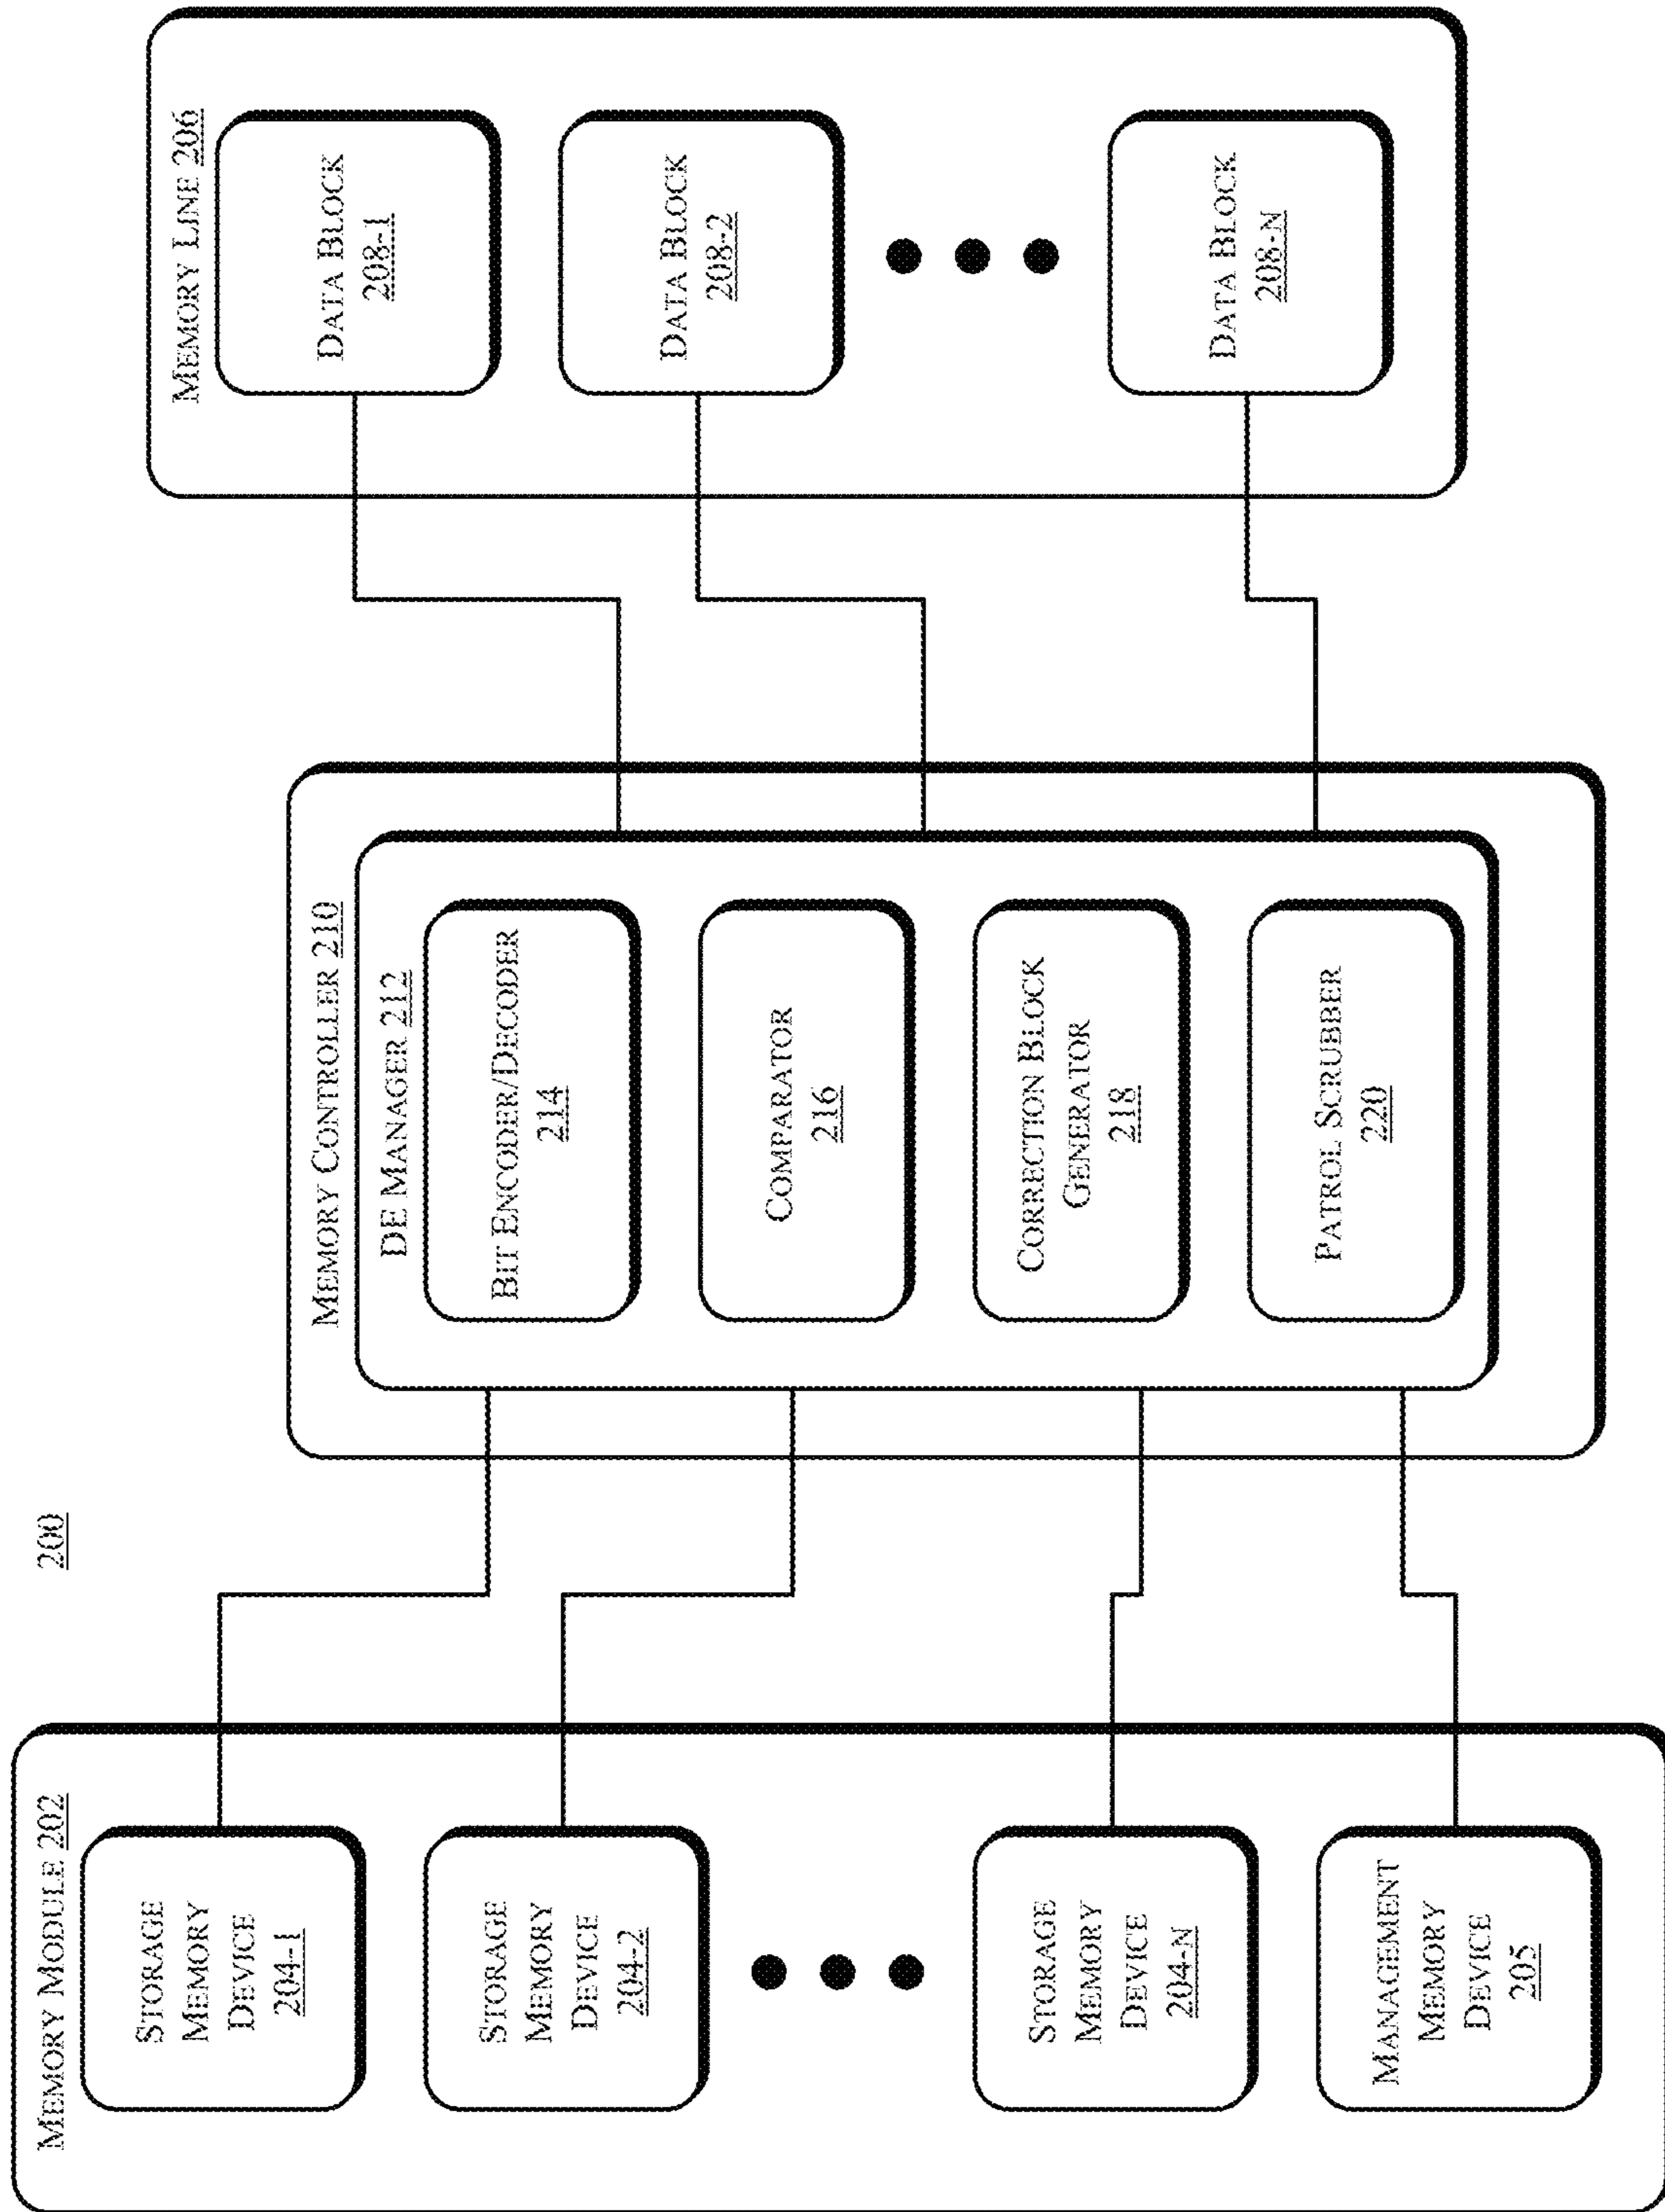 200
MEMORY MODULE 202
STORAGE
MEMORY
DEVICE
204-1
STORAGE
MEMORY
DEVICE
204-2
STORAGE
MEMORY
DEVICE
204-N
MANAGEMENT
MEMORY
DEVICE
205
MEMORY CONTROLLER 210
DE MANAGER 212
BIT ENCODER/DECODER
214
COMPARATOR
216
CORRECTION BLOCK
GENERATOR
218
PATROL SCRUBBER
220
MEMORY LINE 206
DATA BLOCK
208-1
DATA BLOCK
208-2
DATA BLOCK
208-N